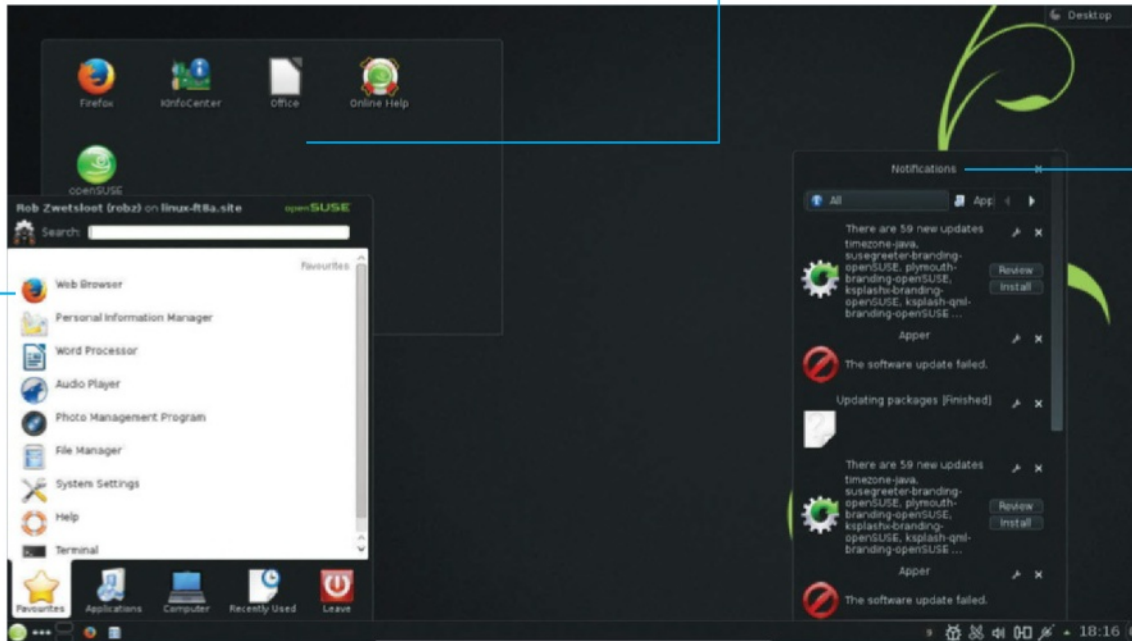 Desktop
Firefox
KInfoCenter
Office
Online Help
openSUSE
Rob Zwetsloot (robz) on linux-ft8a.site
openSUSE
Search:
Favourites
Web Browser
Personal Information Manager
Word Processor
Audio Player
Photo Management Program
File Manager
System Settings
Help
Terminal
Favourites
Applications
Computer
Recently Used
Leave
Notifications
All
App
There are 59 new updates
timezone-java,
susegreeter-branding-
openSUSE, plymouth-
branding-openSUSE,
ksplashx-branding-
openSUSE, ksplash-qml-
branding-openSUSE ...
Review
Install
Apper
The software update failed.
Updating packages [Finished]
There are 59 new updates
timezone-java,
susegreeter-branding-
openSUSE, plymouth-
branding-openSUSE,
ksplashx-branding-
openSUSE, ksplash-qml-
branding-openSUSE ...
Review
Install
Apper
The software update failed.
9
18:16